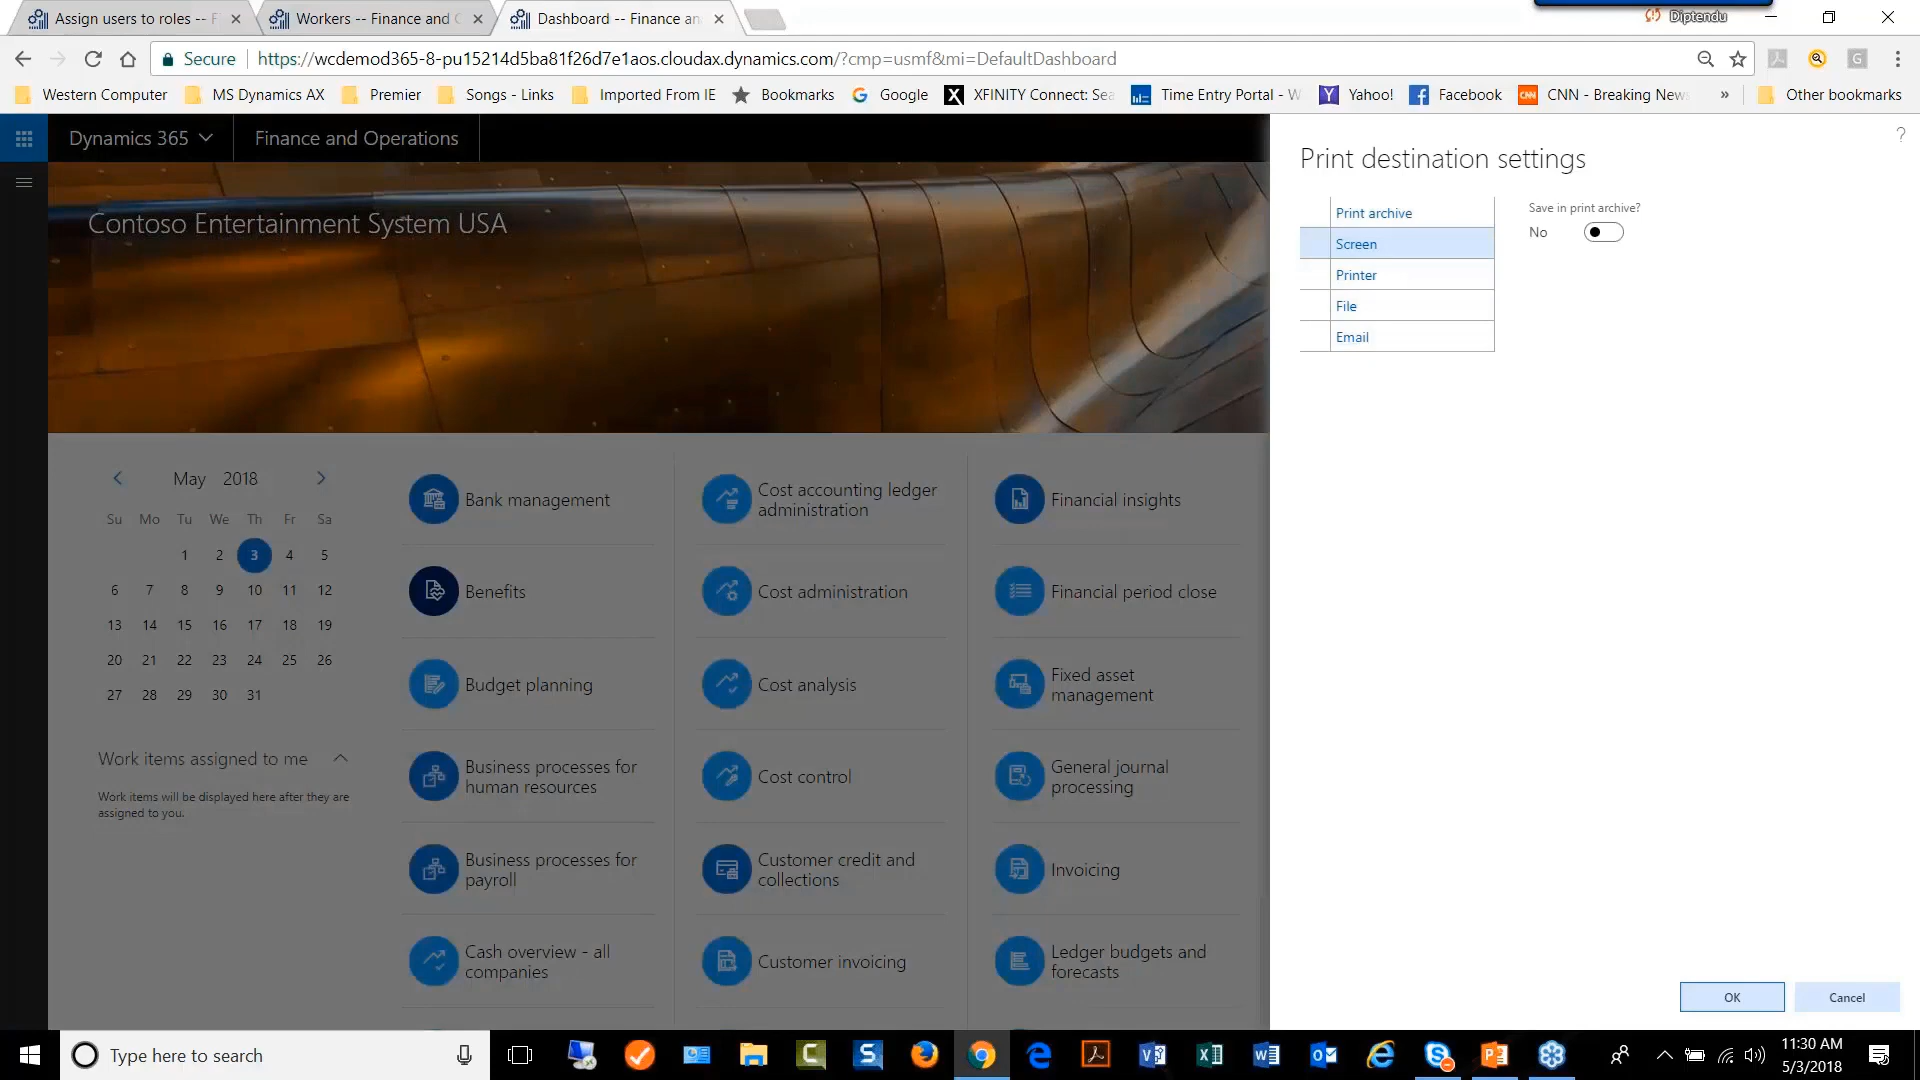 Assign users to roles -- F
Workers -- Finance and O
Dashboard -- Finance an
Diptendu
Secure
https://wcdemod365-8-pu15214d5ba81f26d7e1aos.cloudax.dynamics.com/?cmp=usmf&mi=DefaultDashboard
Western Computer
MS Dynamics AX
Premier
Songs - Links
Imported From IE
Bookmarks
Google
XFINITY Connect: Sea
Time Entry Portal - W
Yahoo!
Facebook
CNN - Breaking News
»
Other bookmarks
Dynamics 365
Finance and Operations
Contoso Entertainment System USA
May 2018
Su Mo Tu We Th Fr Sa
1 2 3 4 5
6 7 8 9 10 11 12
13 14 15 16 17 18 19
20 21 22 23 24 25 26
27 28 29 30 31
Work items assigned to me
Work items will be displayed here after they are
assigned to you.
Bank management
Benefits
Budget planning
Business processes for
human resources
Business processes for
payroll
Cash overview - all
companies
Cost accounting ledger
administration
Cost administration
Cost analysis
Cost control
Customer credit and
collections
Customer invoicing
Financial insights
Financial period close
Fixed asset
management
General journal
processing
Invoicing
Ledger budgets and
forecasts
?
Print destination settings
Print archive
Screen
Printer
File
Email
Save in print archive?
No
OK
Cancel
Type here to search
11:30 AM
5/3/2018